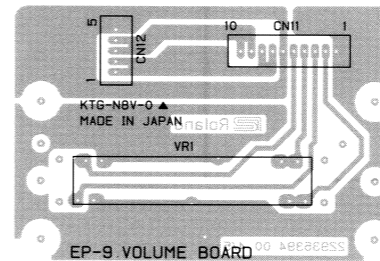 5
CN12
1
10 CN11 1
KTG-N8V-0 ▲
MADE IN JAPAN
Roland
VR1
EP-9 VOLUME BOARD